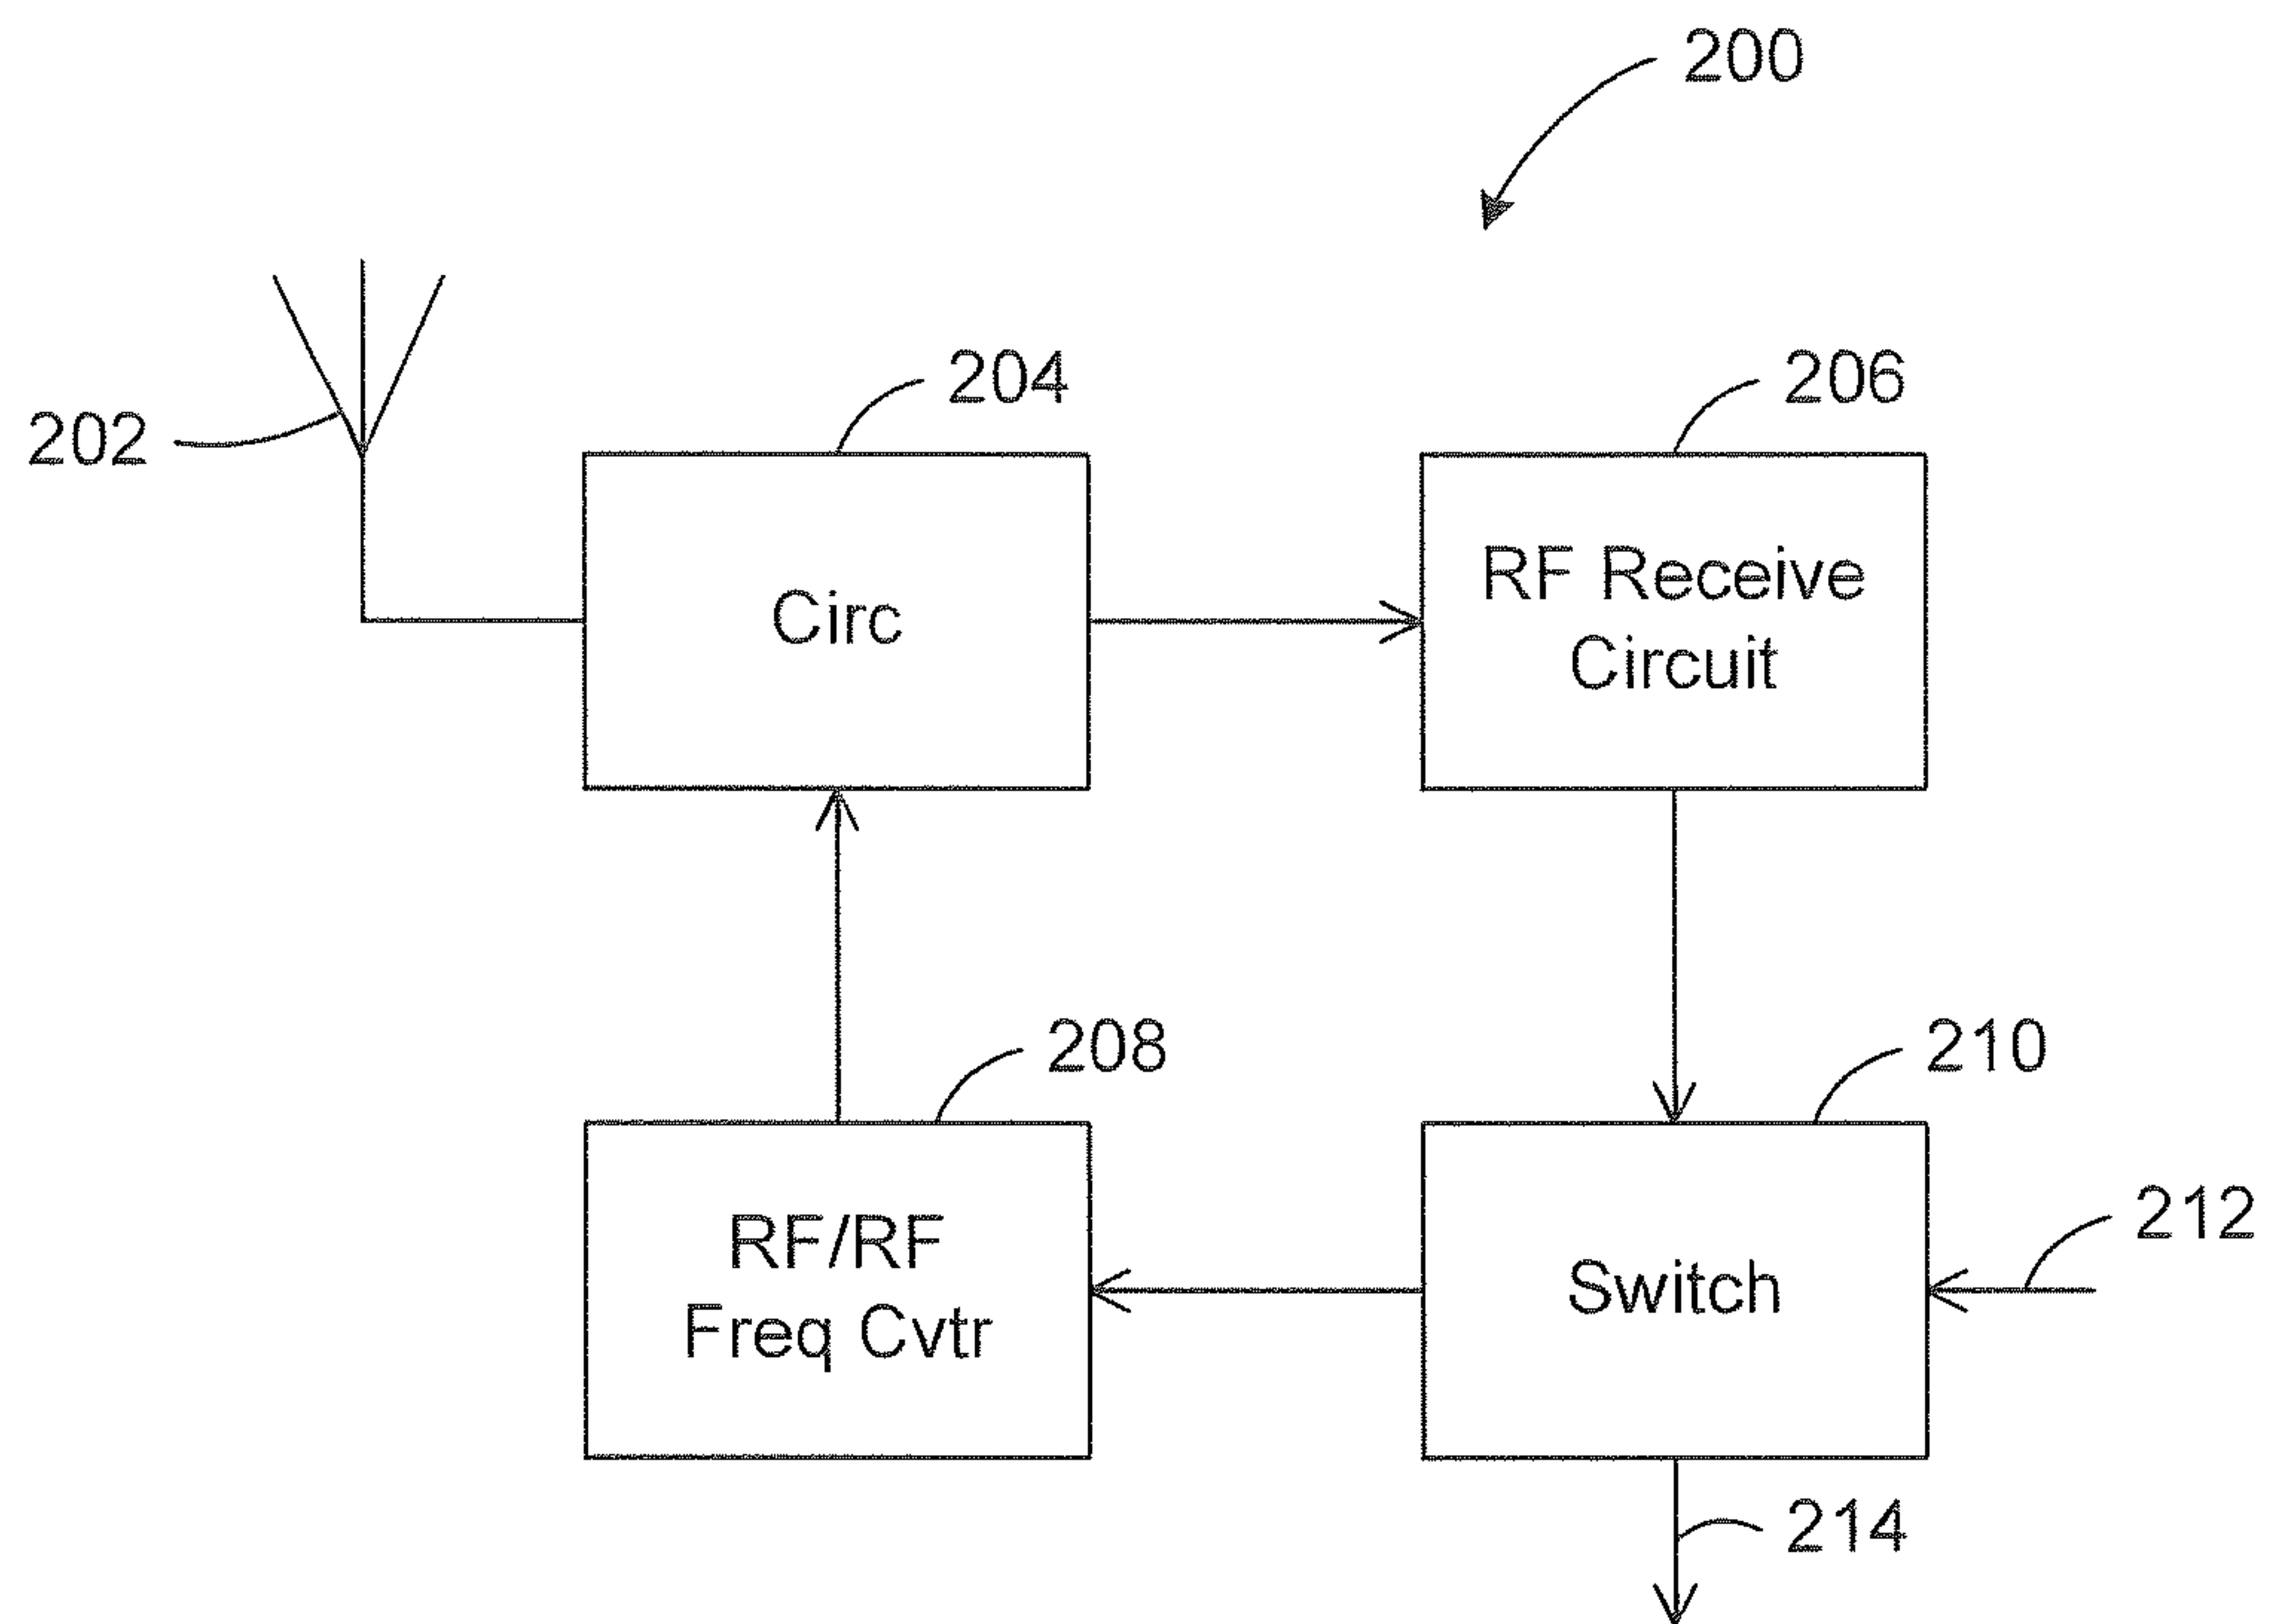 200
204
206
202
Circ
RF Receive
Circuit
208
210
212
RF/RF
Freq Cvtr
Switch
214